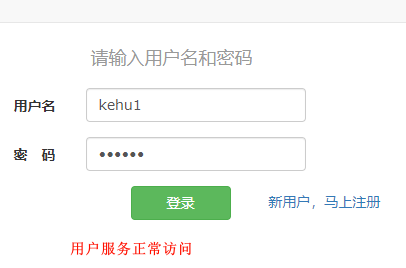 请输入用户名和密码
用户名 kehu1
密 码 ••••••
登录 新用户，马上注册
用户服务正常访问